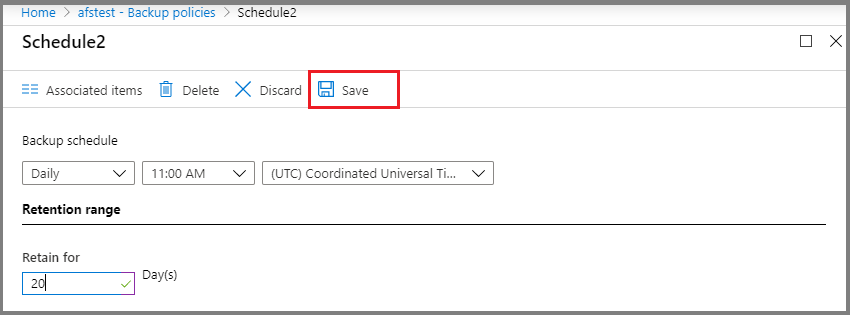 Home > afstest - Backup policies > Schedule2
Schedule2
Associated items Delete Discard Save
Backup schedule
Daily 11:00 AM (UTC) Coordinated Universal Ti...
Retention range
Retain for
20 Day(s)